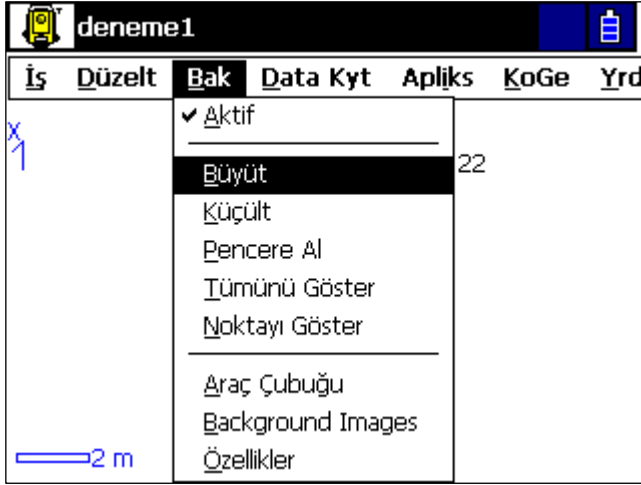 deneme1
İş Düzelt Bak Data Kyt Apliks KoGe Yrd
Aktif
X
Büyüt
22
Küçült
Pencere Al
Tümünü Göster
Noktayı Göster
Araç Çubuğu
Background Images
2 m
Özellikler